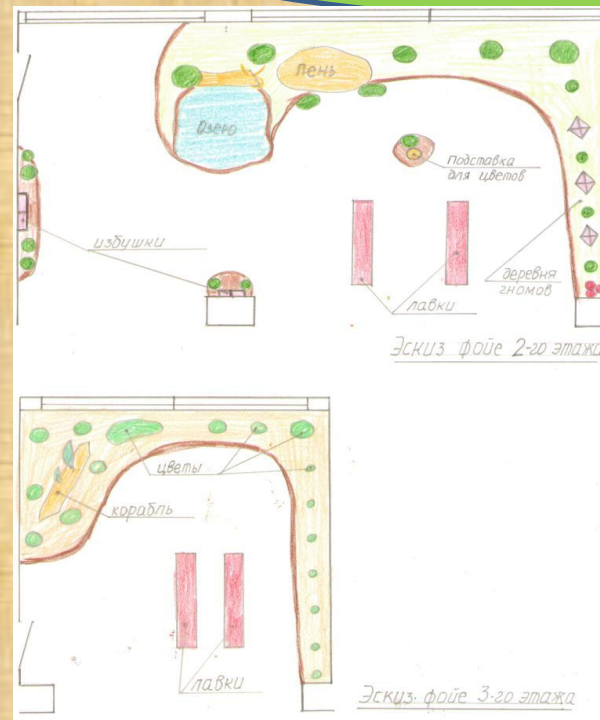 пень
Озеро
подставка
для цветов
избушки
деревня
гномов
лавки
Эскиз фойе 2-го этажа
цветы
корабль
лавки
Эскиз фойе 3-го этажа